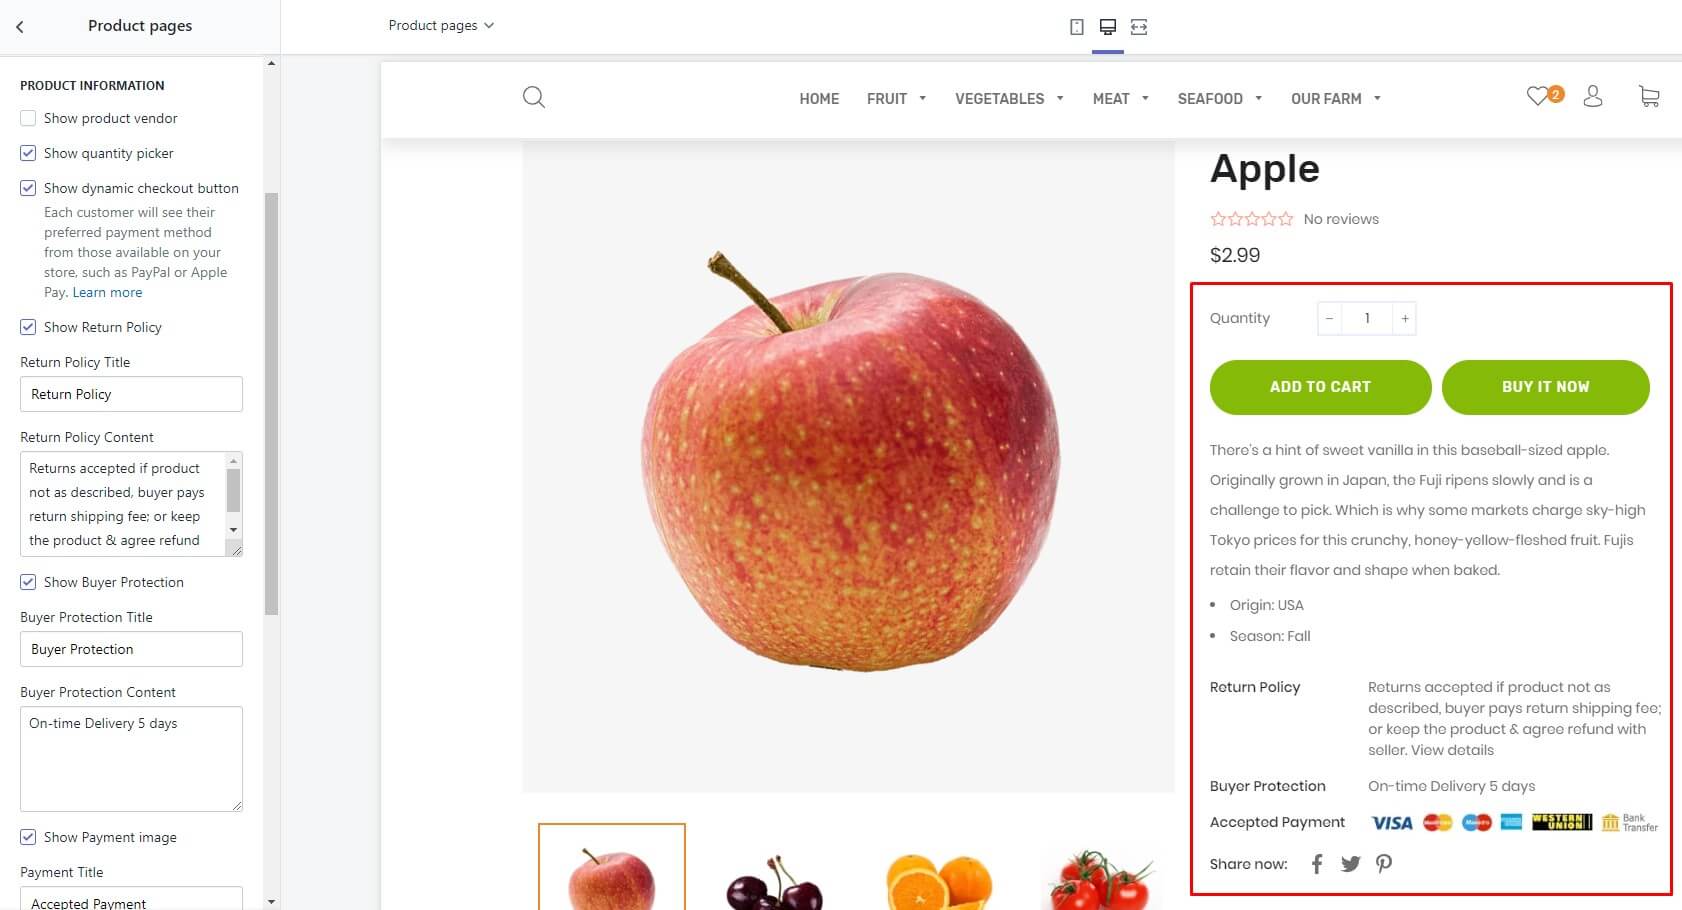 Product pages
PRODUCT INFORMATION
Show product vendor
Show quantity picker
Show dynamic checkout button
Each customer will see their
preferred payment method
from those available on your
store, such as PayPal or Apple
Pay. Learn more
Show Return Policy
Return Policy Title
Return Policy
Return Policy Content
Returns accepted if product
not as described, buyer pays
return shipping fee; or keep
the product & agree refund
Show Buyer Protection
Buyer Protection Title
Buyer Protection
Buyer Protection Content
On-time Delivery 5 days
Show Payment image
Payment Title
Accepted Payment
Product pages
HOME FRUIT VEGETABLES MEAT SEAFOOD OUR FARM
2
Apple
No reviews
$2.99
Quantity - 1 +
ADD TO CART BUY IT NOW
There's a hint of sweet vanilla in this baseball-sized apple.
Originally grown in Japan, the Fuji ripens slowly and is a
challenge to pick. Which is why some markets charge sky-high
Tokyo prices for this crunchy, honey-yellow-fleshed fruit. Fujis
retain their flavor and shape when baked.
• Origin: USA
• Season: Fall
Return Policy Returns accepted if product not as
described, buyer pays return shipping fee;
or keep the product & agree refund with
seller. View details
Buyer Protection On-time Delivery 5 days
Accepted Payment VISA MasterCard Maestro WESTERN UNION Bank Transfer
Share now: